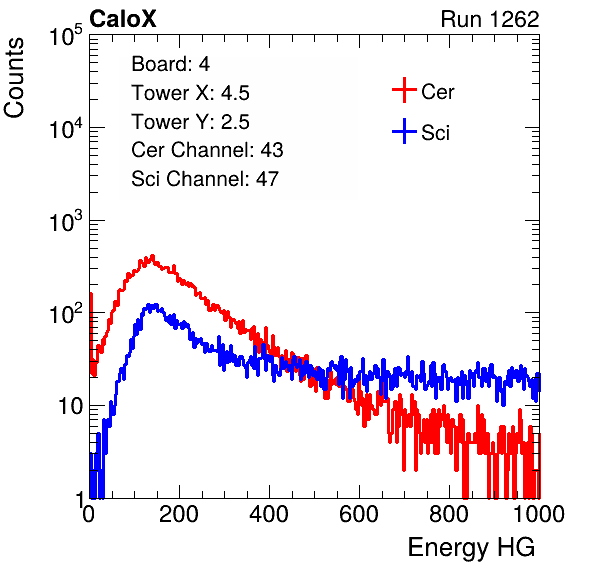 CaloX Run 1262
Counts
10^5
10^4
10^3
10^2
10
1
Board: 4
Tower X: 4.5
Tower Y: 2.5
Cer Channel: 43
Sci Channel: 47
Cer
Sci
0 200 400 600 800 1000
Energy HG